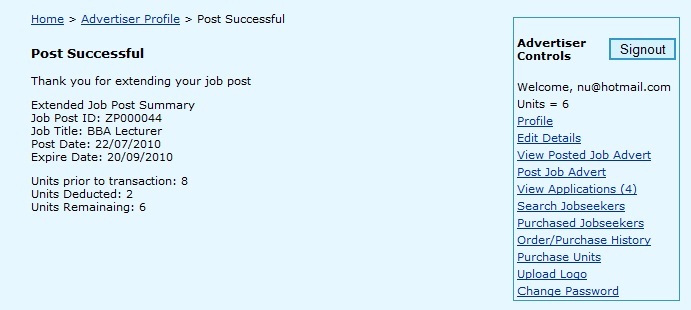 Home > Advertiser Profile > Post Successful
Post Successful
Thank you for extending your job post
Extended Job Post Summary
Job Post ID: ZP000044
Job Title: BBA Lecturer
Post Date: 22/07/2010
Expire Date: 20/09/2010
Units prior to transaction: 8
Units Deducted: 2
Units Remainaing: 6
Advertiser Controls
Signout
Welcome, nu@hotmail.com
Units = 6
Profile
Edit Details
View Posted Job Advert
Post Job Advert
View Applications (4)
Search Jobseekers
Purchased Jobseekers
Order/Purchase History
Purchase Units
Upload Logo
Change Password